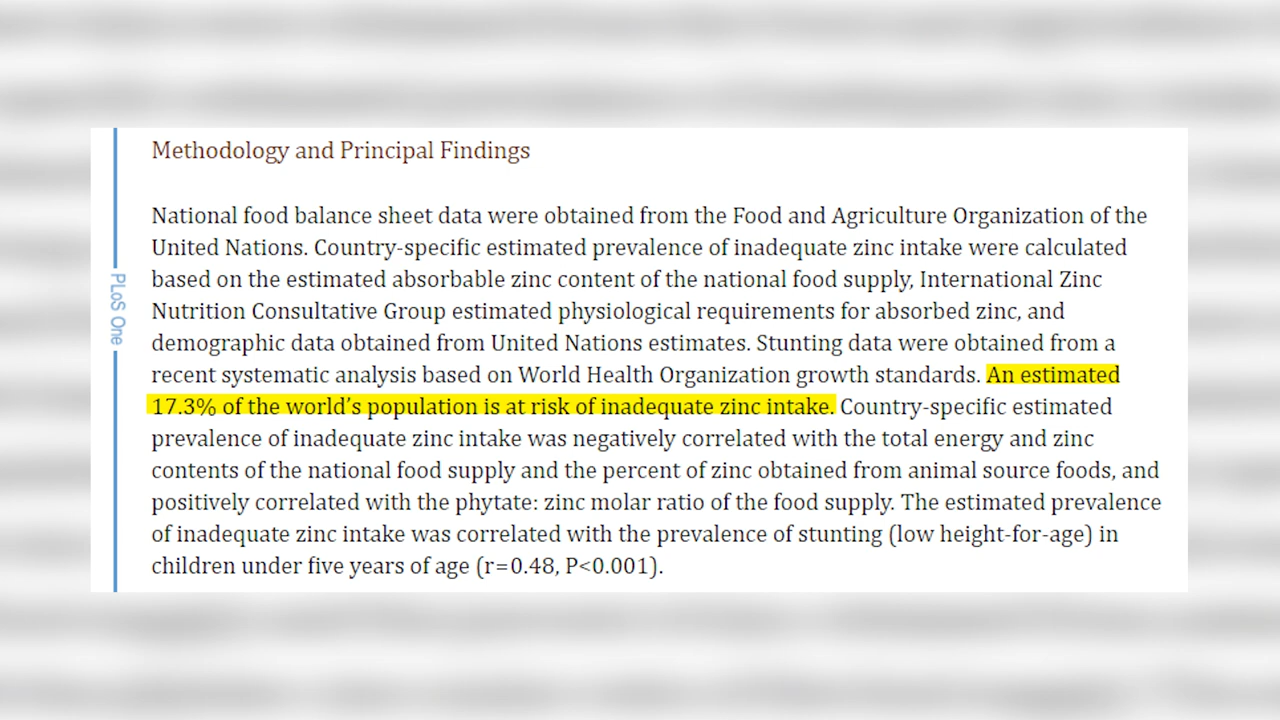 Methodology and Principal Findings
National food balance sheet data were obtained from the Food and Agriculture Organization of the
United Nations. Country-specific estimated prevalence of inadequate zinc intake were calculated
based on the estimated absorbable zinc content of the national food supply, International Zinc
Nutrition Consultative Group estimated physiological requirements for absorbed zinc, and
demographic data obtained from United Nations estimates. Stunting data were obtained from a
recent systematic analysis based on World Health Organization growth standards. An estimated
17.3% of the world’s population is at risk of inadequate zinc intake. Country-specific estimated
prevalence of inadequate zinc intake was negatively correlated with the total energy and zinc
contents of the national food supply and the percent of zinc obtained from animal source foods, and
positively correlated with the phytate: zinc molar ratio of the food supply. The estimated prevalence
of inadequate zinc intake was correlated with the prevalence of stunting (low height-for-age) in
children under five years of age (r=0.48, P<0.001).
PLoS One